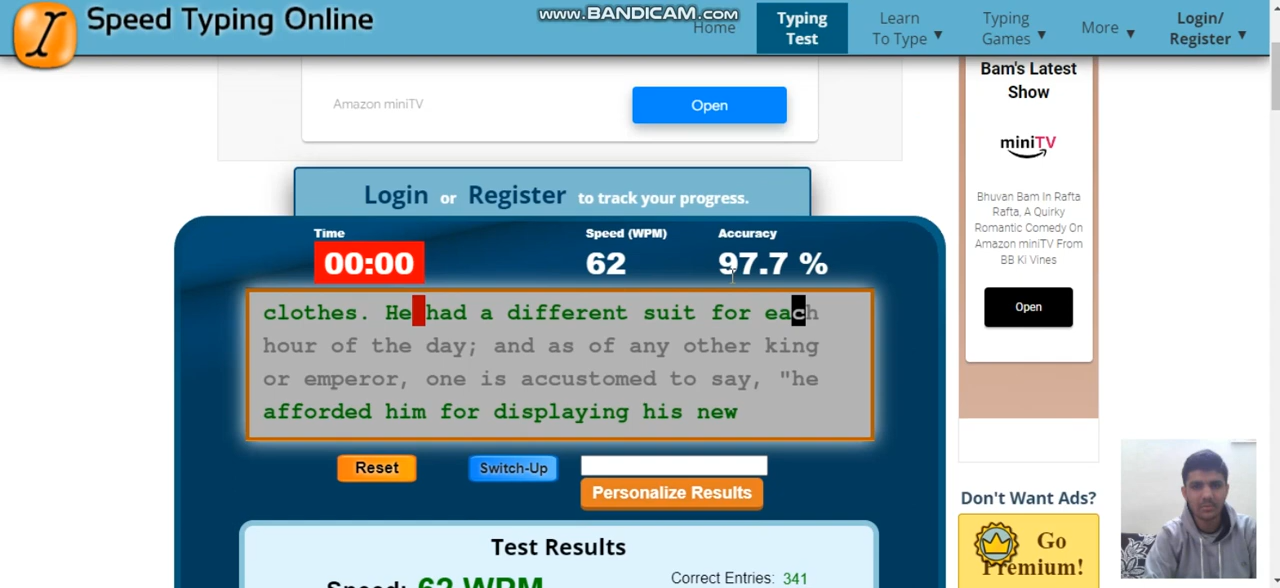 Speed Typing Online
www.BANDICAM.com
Home
Typing
Test
Learn
To Type ▼
Typing
Games ▼
More ▼
Login/
Register ▼
Amazon miniTV
Open
Bam's Latest
Show
miniTV
Bhuvan Bam In Rafta
Rafta, A Quirky
Romantic Comedy On
Amazon miniTV From
BB Ki Vines
Open
Login or Register to track your progress.
Time
00:00
Speed (WPM)
62
Accuracy
97.7 %
clothes. He had a different suit for each
hour of the day; and as of any other king
or emperor, one is accustomed to say, "he
afforded him for displaying his new
Reset
Switch-Up
Personalize Results
Test Results
Speed: 62 WPM
Correct Entries: 341
Don't Want Ads?
Go
Premium!